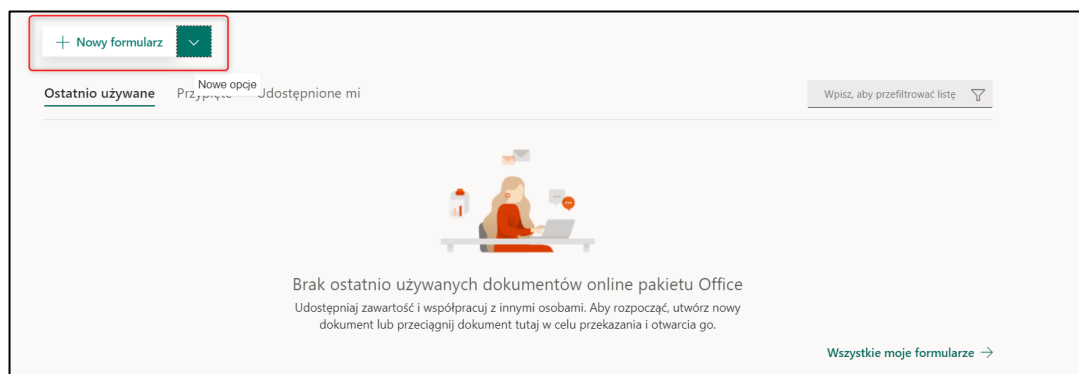 Nowy formularz
Nowe opcje
Ostatnio używane Przypięte Udostępnione mi
Wpisz, aby przefiltrować listę
Brak ostatnio używanych dokumentów online pakietu Office
Udostępniaj zawartość i współpracuj z innymi osobami. Aby rozpocząć, utwórz nowy
dokument lub przeciągnij dokument tutaj w celu przekazania i otwarcia go.
Wszystkie moje formularze